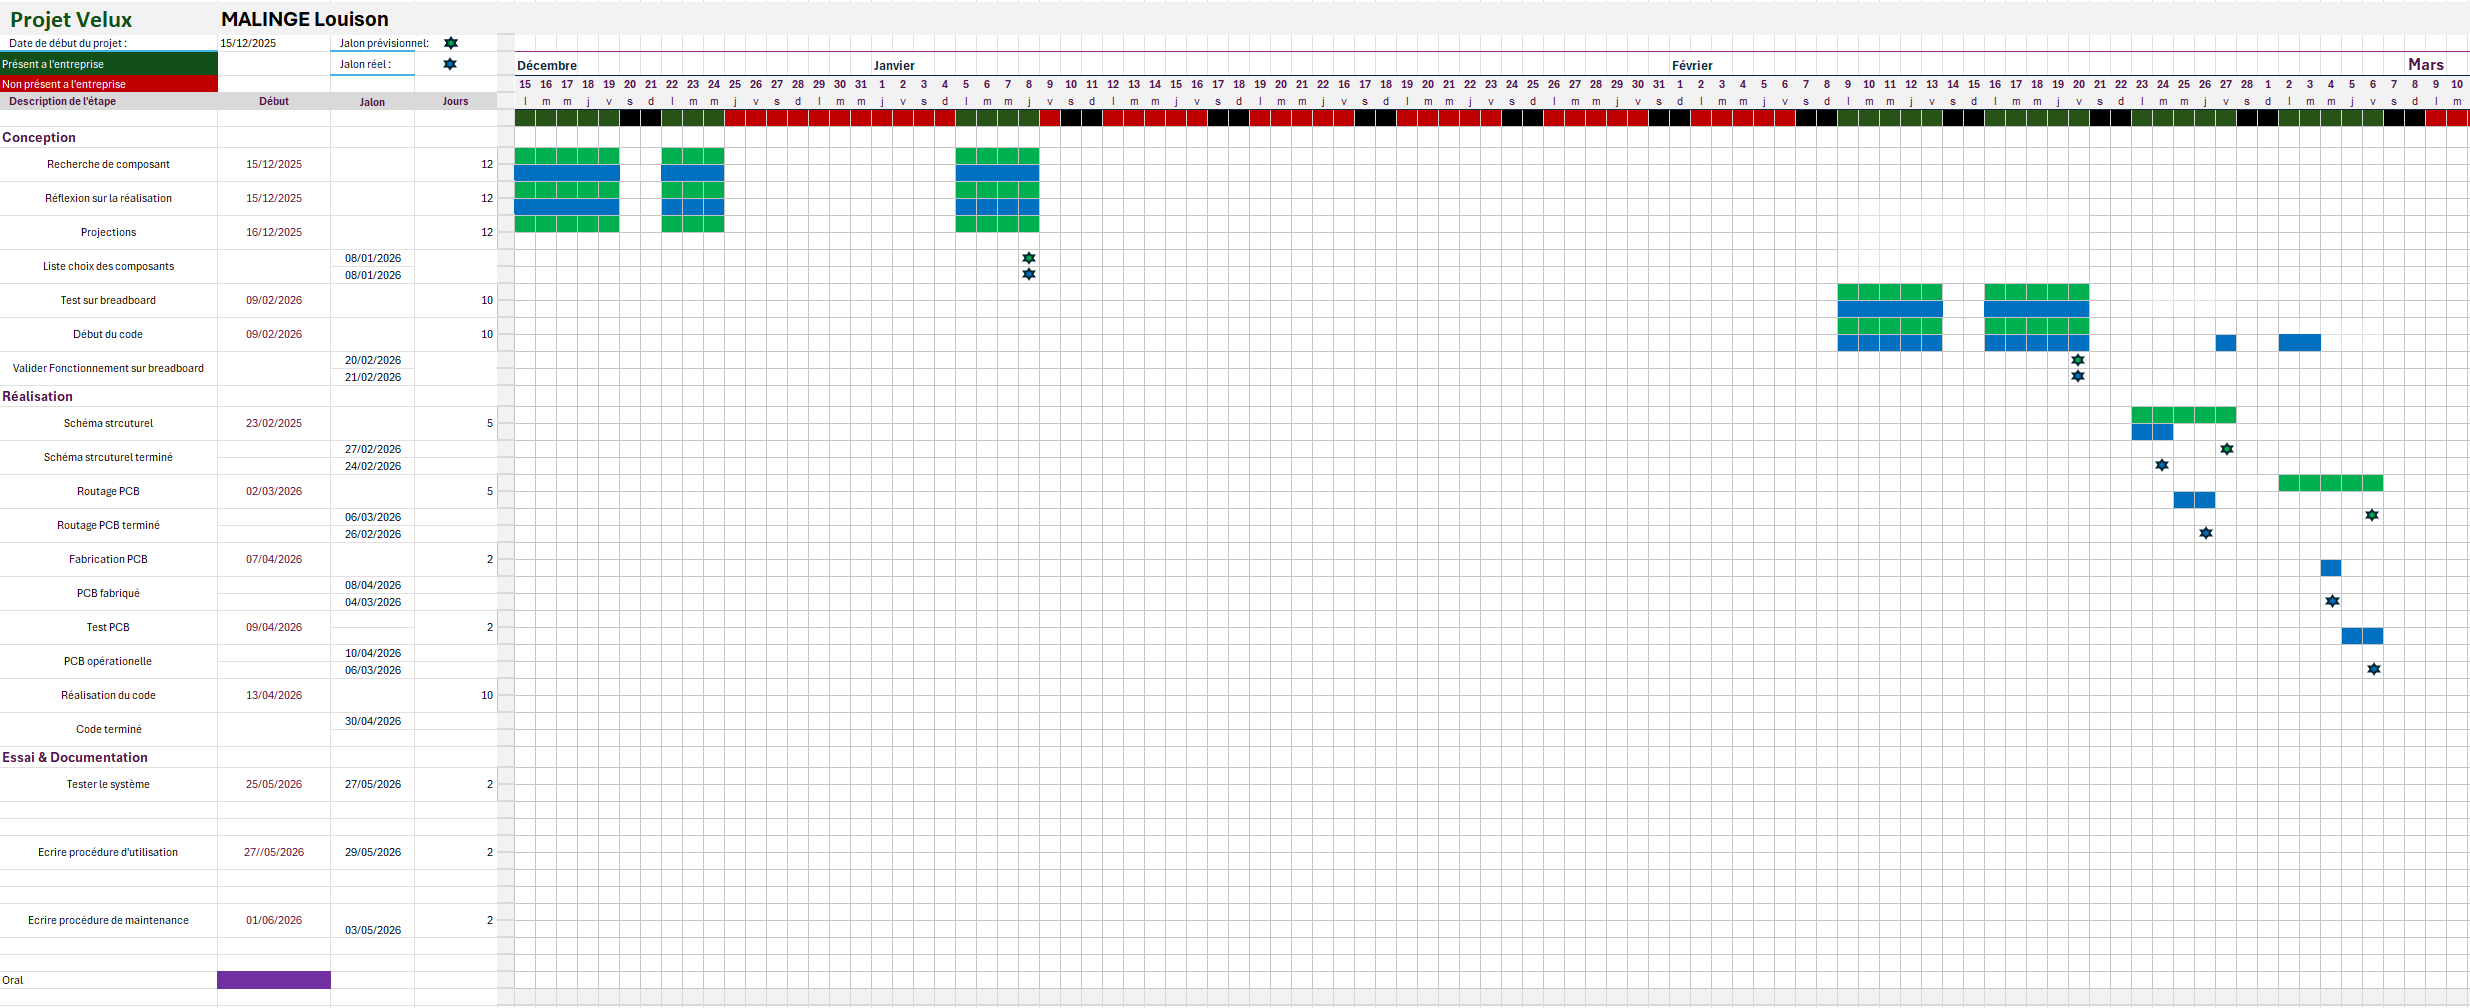 Projet Velux
MALINGE Louison
Date de début du projet :
15/12/2025
Jalon prévisionnel:
Présent a l'entreprise
Jalon réel :
Décembre
Janvier
Février
Mars
Non présent a l'entreprise
15 16 17 18 19 20 21 22 23 24 25 26 27 28 29 30 31 1 2 3 4 5 6 7 8 9 10 11 12 13 14 15 16 17 18 19 20 21 22 16 17 18 19 20 21 22 23 24 25 26 27 28 29 30 31 1 2 3 4 5 6 7 8 9 10 11 12 13 14 15 16 17 18 19 20 21 22 23 24 25 26 27 28 1 2 3 4 5 6 7 8 9 10
Description de l'étape Début Jalon Jours
l m m j v s d l m m j v s d l m m j v s d l m m j v s d l m m j v s d l m m j v s d l m m j v s d l m m j v s d l m m j v s d l m m j v s d l m m j v s d l m m j v s d l m m j v s d l m
Conception
Recherche de composant 15/12/2025 12
Réflexion sur la réalisation 15/12/2025 12
Projections 16/12/2025 12
Liste choix des composants
08/01/2026
08/01/2026
Test sur breadboard 09/02/2026 10
Début du code 09/02/2026 10
Valider Fonctionnement sur breadboard
20/02/2026
21/02/2026
Réalisation
Schéma strcuturel 23/02/2025 5
Schéma strcuturel terminé
27/02/2026
24/02/2026
Routage PCB 02/03/2026 5
Routage PCB terminé
06/03/2026
26/02/2026
Fabrication PCB 07/04/2026 2
PCB fabriqué
08/04/2026
04/03/2026
Test PCB 09/04/2026 2
PCB opérationelle
10/04/2026
06/03/2026
Réalisation du code 13/04/2026 10
Code terminé
30/04/2026
Essai & Documentation
Tester le système 25/05/2026 27/05/2026 2
Ecrire procédure d'utilisation 27//05/2026 29/05/2026 2
Ecrire procédure de maintenance 01/06/2026 2
03/05/2026
Oral